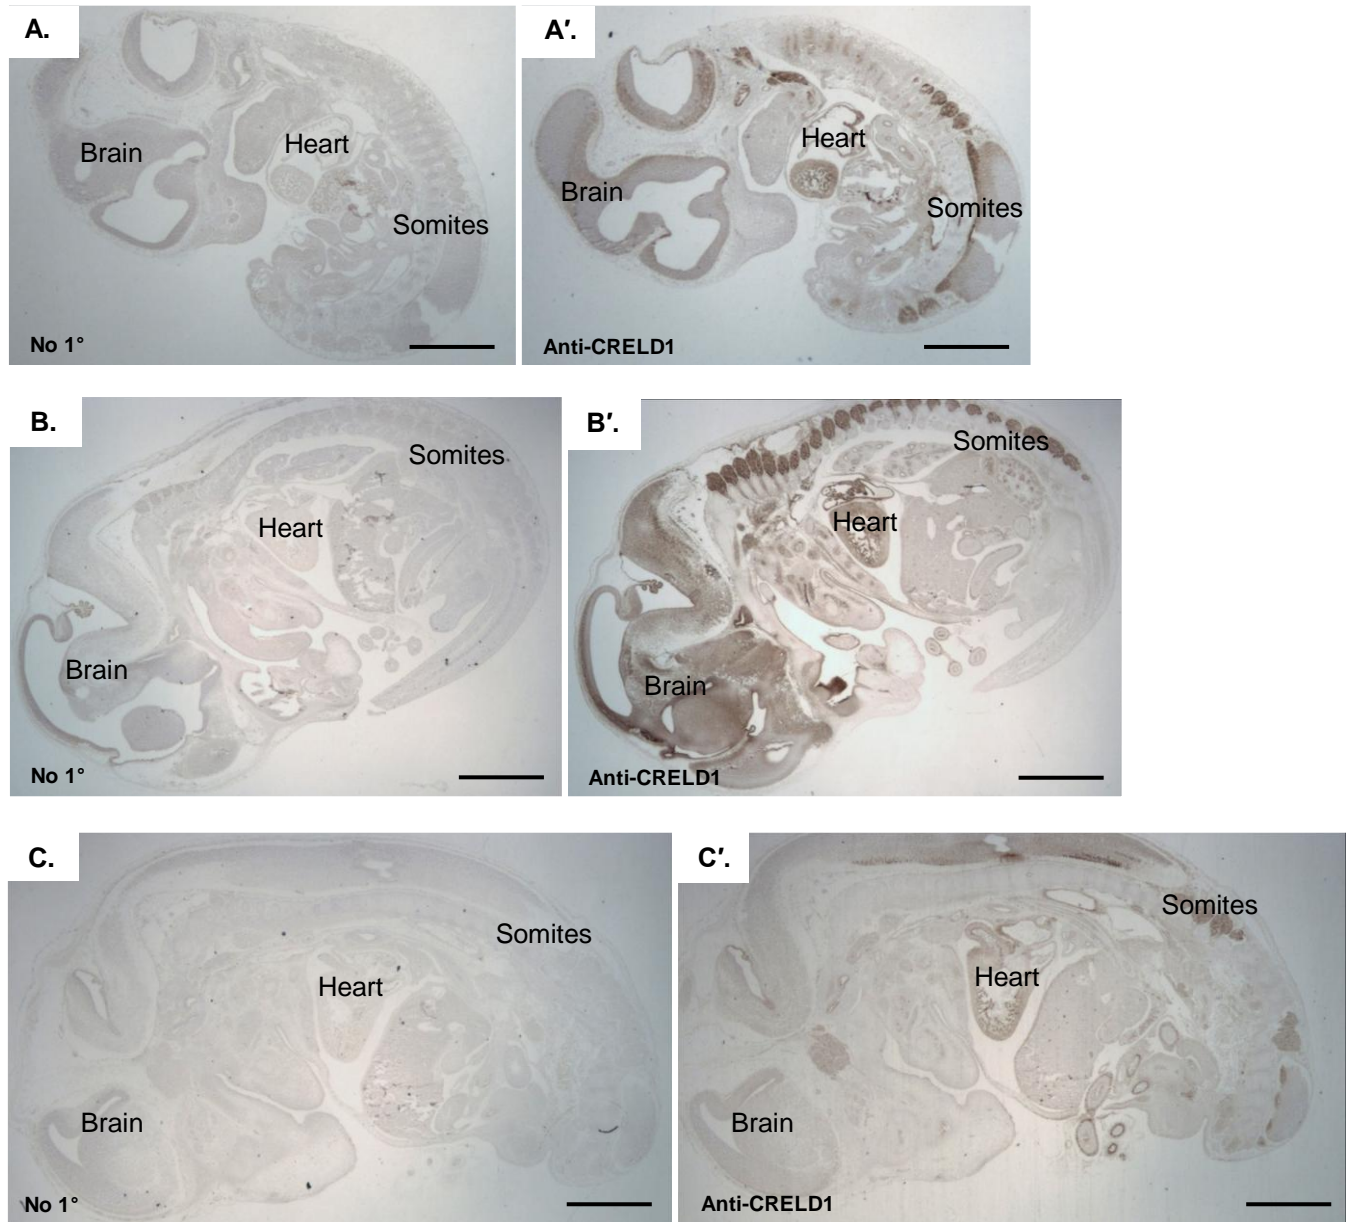 A.
Brain
Heart
Somites
No 1°
A′.
Brain
Heart
Somites
Anti-CRELD1
B.
Somites
Heart
Brain
No 1°
B′.
Somites
Heart
Brain
Anti-CRELD1
C.
Somites
Heart
Brain
No 1°
C′.
Somites
Heart
Brain
Anti-CRELD1